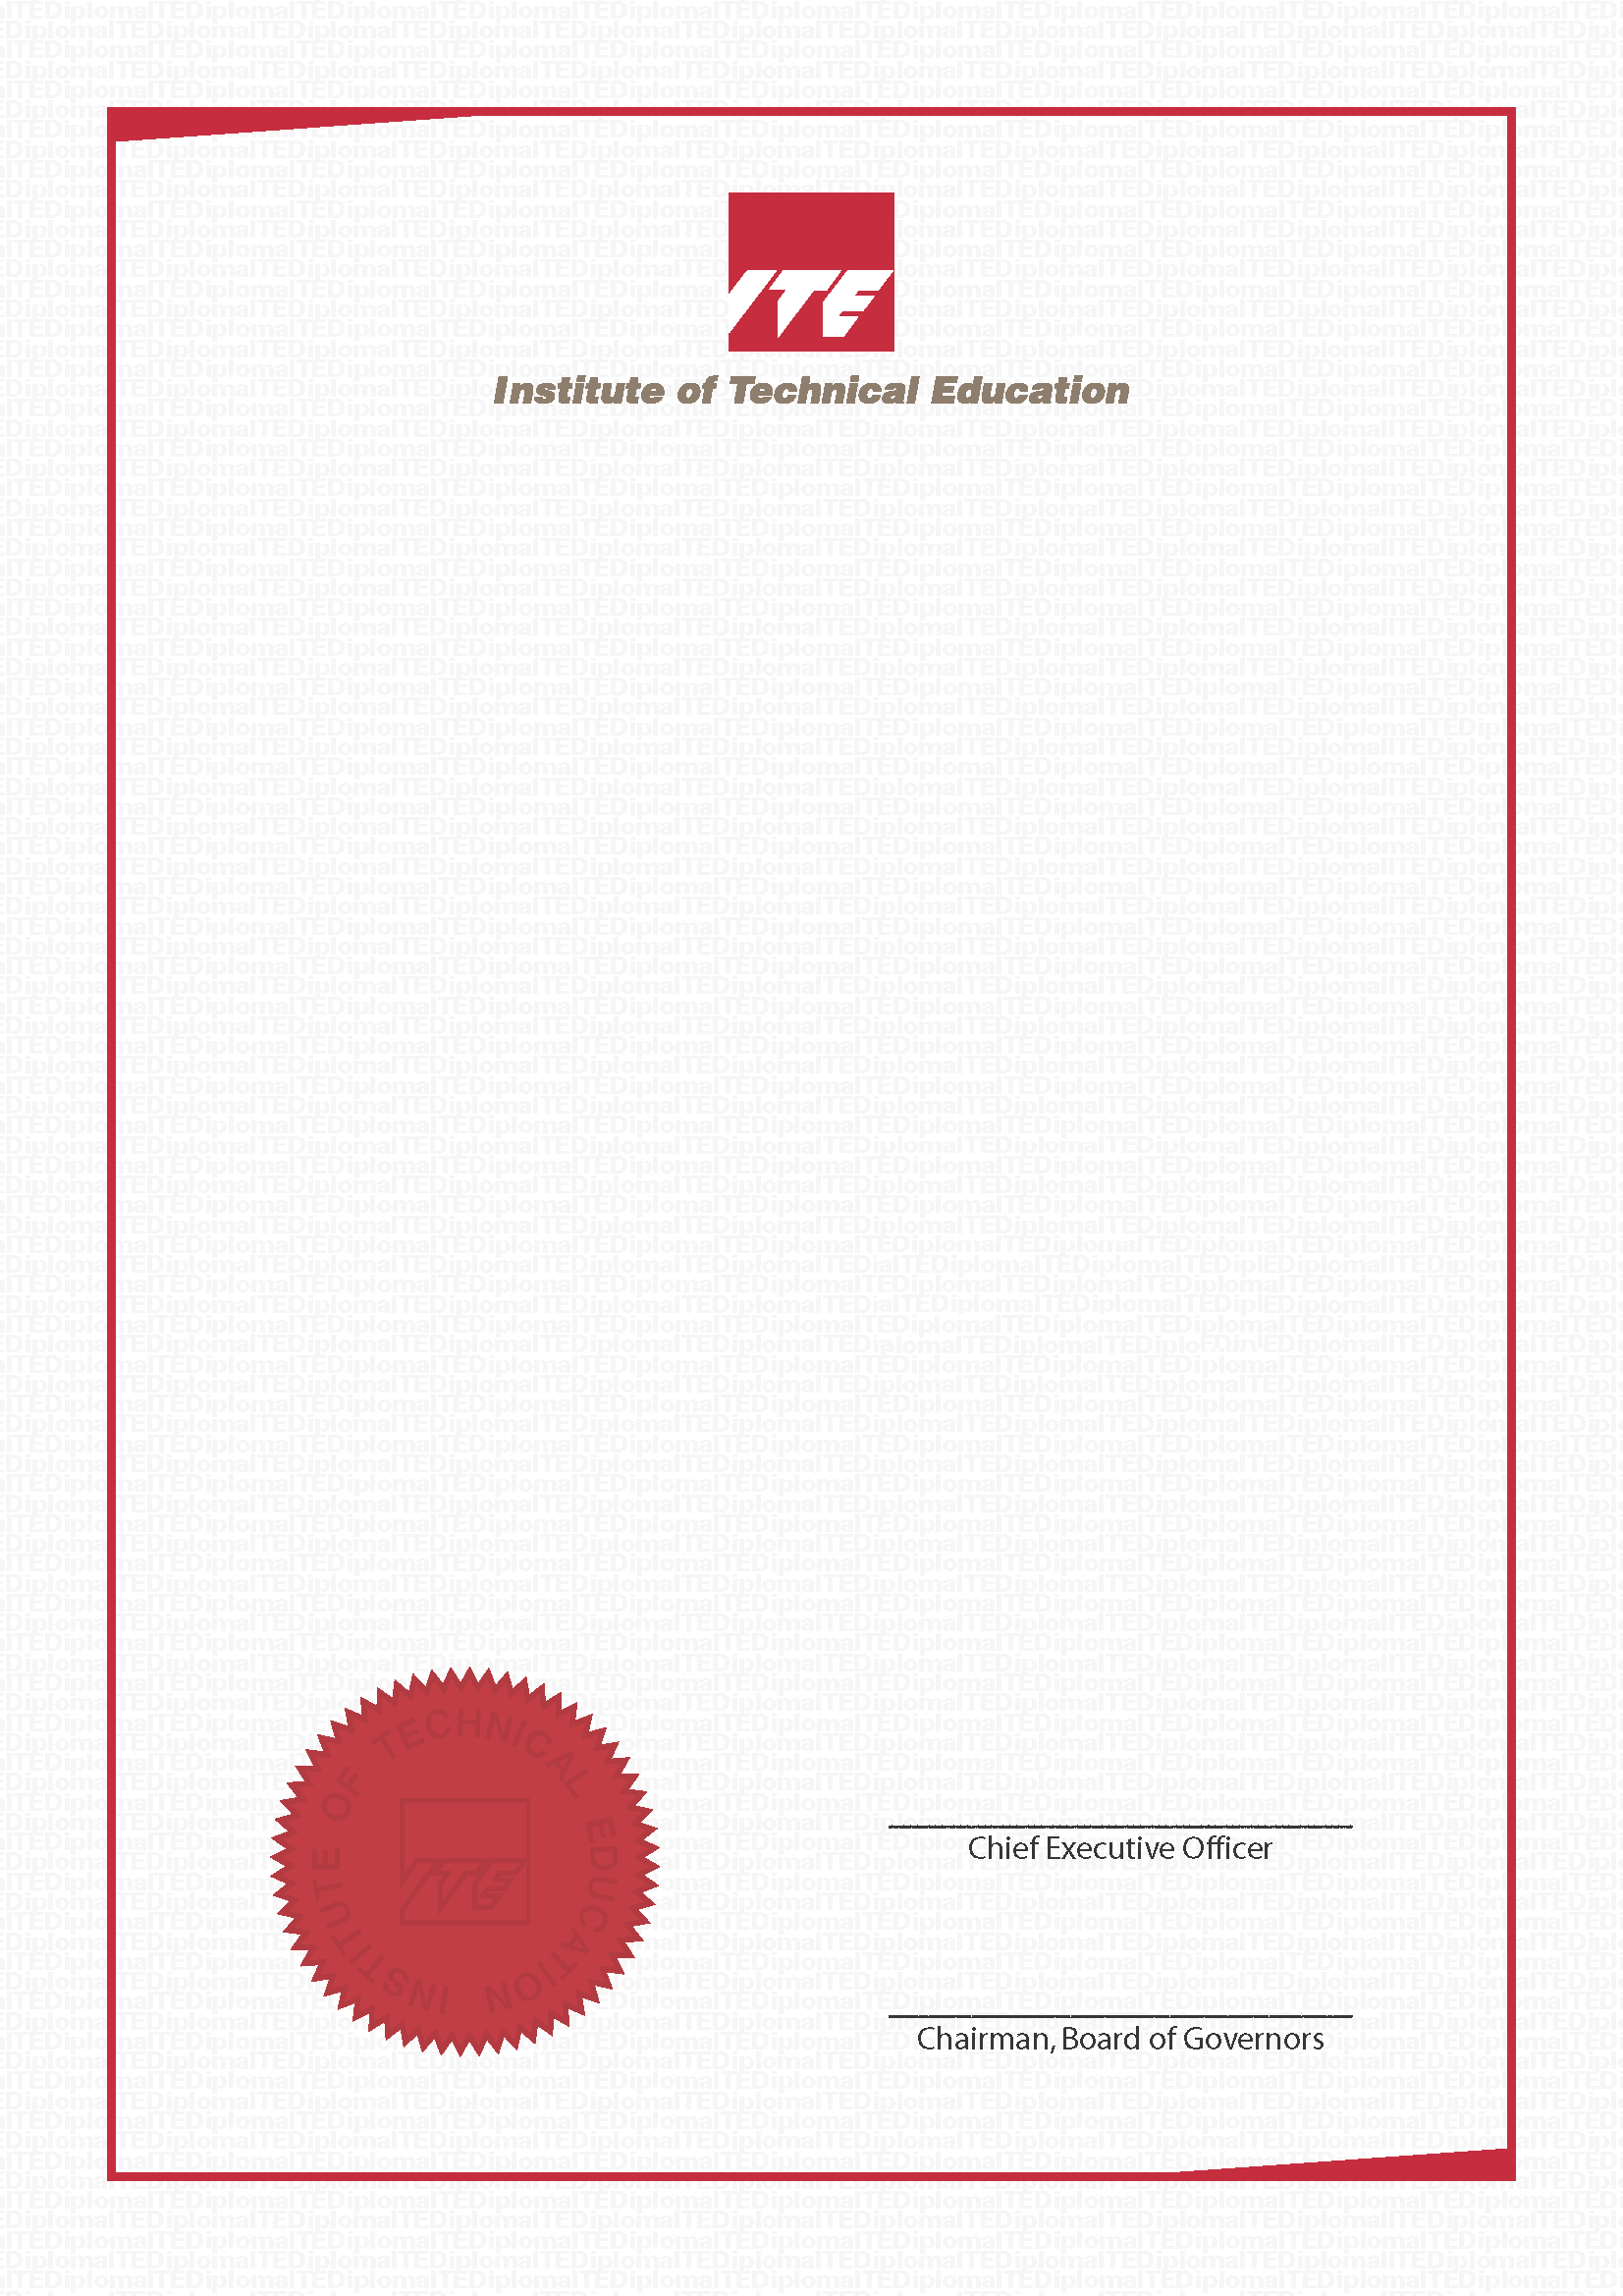 ITE
Institute of Technical Education
INSTITUTE OF TECHNICAL EDUCATION
ITE
Chief Executive Officer
Chairman, Board of Governors